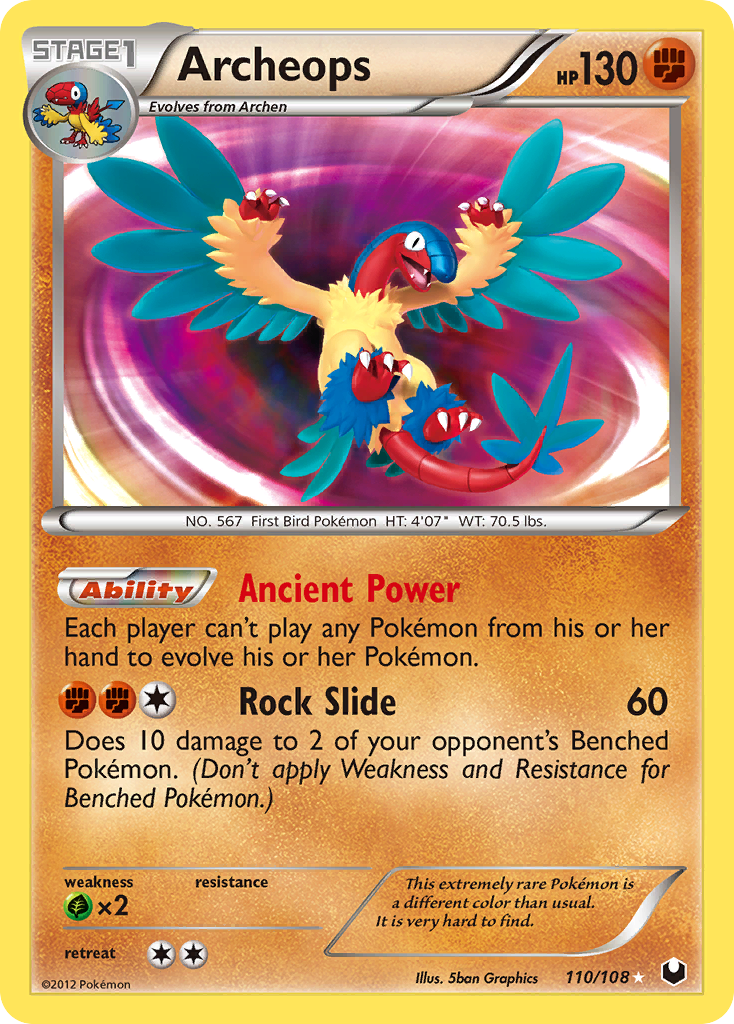 STAGE1
Archeops
HP130
Evolves from Archen
NO. 567  First Bird Pokémon  HT: 4'07"  WT: 70.5 lbs.
Ability
Ancient Power
Each player can't play any Pokémon from his or her
hand to evolve his or her Pokémon.
Rock Slide 60
Does 10 damage to 2 of your opponent's Benched
Pokémon. (Don't apply Weakness and Resistance for
Benched Pokémon.)
weakness
resistance
×2
This extremely rare Pokémon is
a different color than usual.
It is very hard to find.
retreat
©2012 Pokémon
Illus. 5ban Graphics
110/108